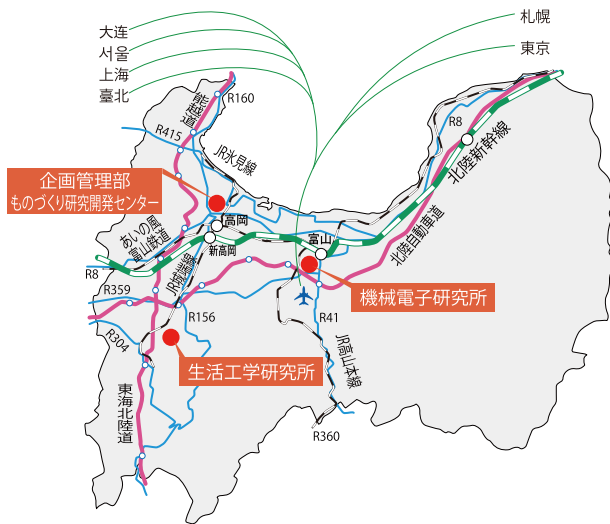 大连
서울
上海
臺北
札幌
東京
能越道
R160
R415
JR氷見線
R8
北陸新幹線
企画管理部
ものづくり研究開発センター
高岡
あいの風
富山鉄道
新高岡
富山
北陸自動車道
R8
JR城端線
機械電子研究所
R359
R156
R41
R304
JR高山本線
生活工学研究所
東海北陸道
R360